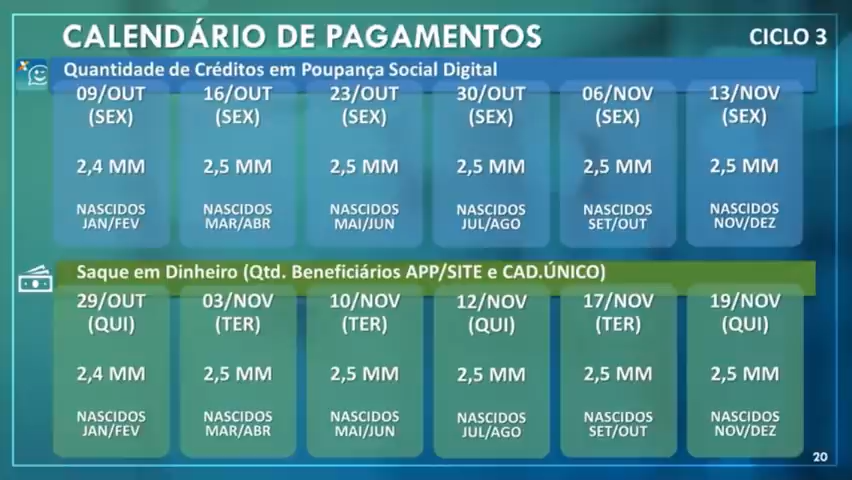 CALENDÁRIO DE PAGAMENTOS
CICLO 3
Quantidade de Créditos em Poupança Social Digital
09/OUT
(SEX)
2,4 MM
NASCIDOS
JAN/FEV
16/OUT
(SEX)
2,5 MM
NASCIDOS
MAR/ABR
23/OUT
(SEX)
2,5 MM
NASCIDOS
MAI/JUN
30/OUT
(SEX)
2,5 MM
NASCIDOS
JUL/AGO
06/NOV
(SEX)
2,5 MM
NASCIDOS
SET/OUT
13/NOV
(SEX)
2,5 MM
NASCIDOS
NOV/DEZ
Saque em Dinheiro (Qtd. Beneficiários APP/SITE e CAD.ÚNICO)
29/OUT
(QUI)
2,4 MM
NASCIDOS
JAN/FEV
03/NOV
(TER)
2,5 MM
NASCIDOS
MAR/ABR
10/NOV
(TER)
2,5 MM
NASCIDOS
MAI/JUN
12/NOV
(QUI)
2,5 MM
NASCIDOS
JUL/AGO
17/NOV
(TER)
2,5 MM
NASCIDOS
SET/OUT
19/NOV
(QUI)
2,5 MM
NASCIDOS
NOV/DEZ
20